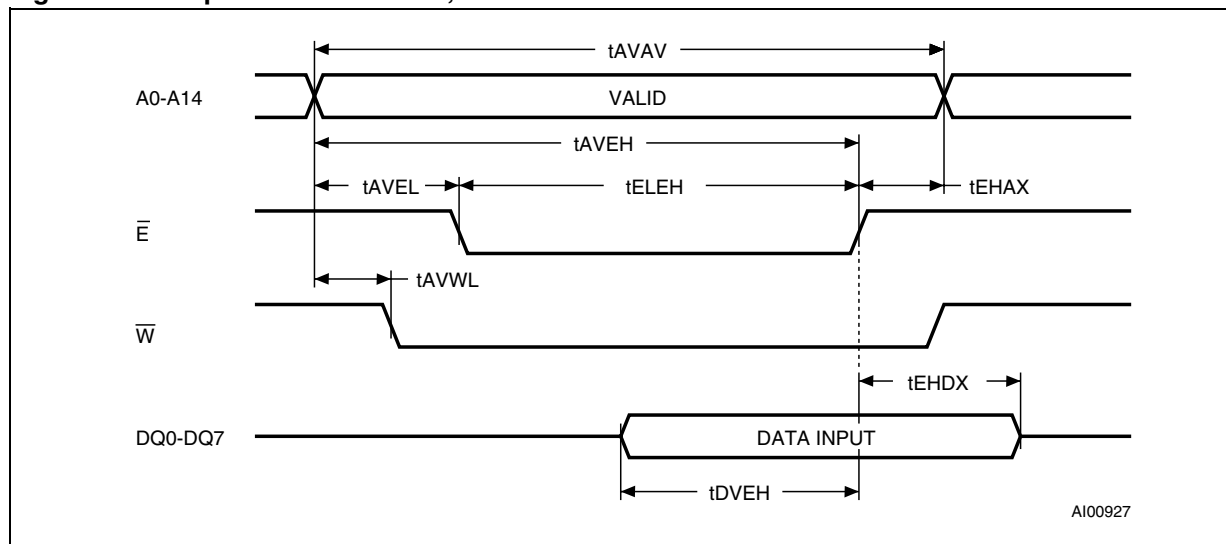 tAVAV
A0-A14
VALID
tAVEH
tAVEL
tELEH
tEHAX
E̅
tAVWL
W̅
tEHDX
DQ0-DQ7
DATA INPUT
tDVEH
AI00927